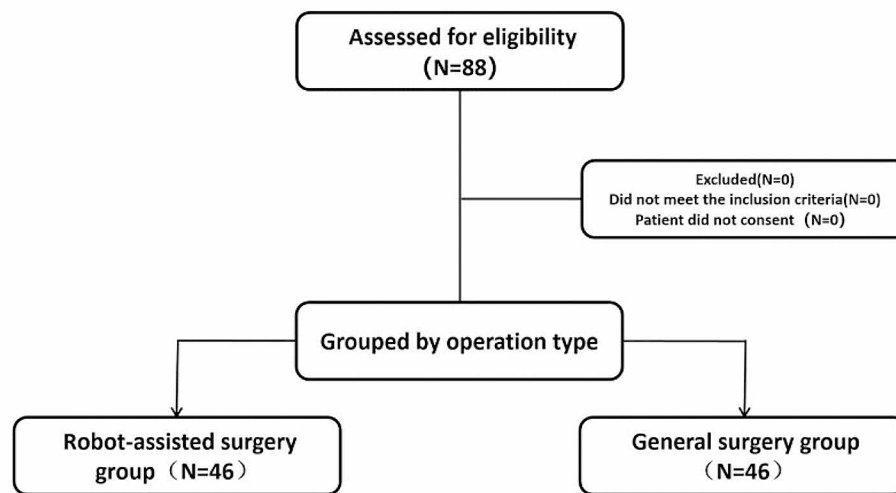 Assessed for eligibility
(N=88)
Excluded(N=0)
Did not meet the inclusion criteria(N=0)
Patient did not consent（N=0）
Grouped by operation type
Robot-assisted surgery
group（N=46）
General surgery group
（N=46）